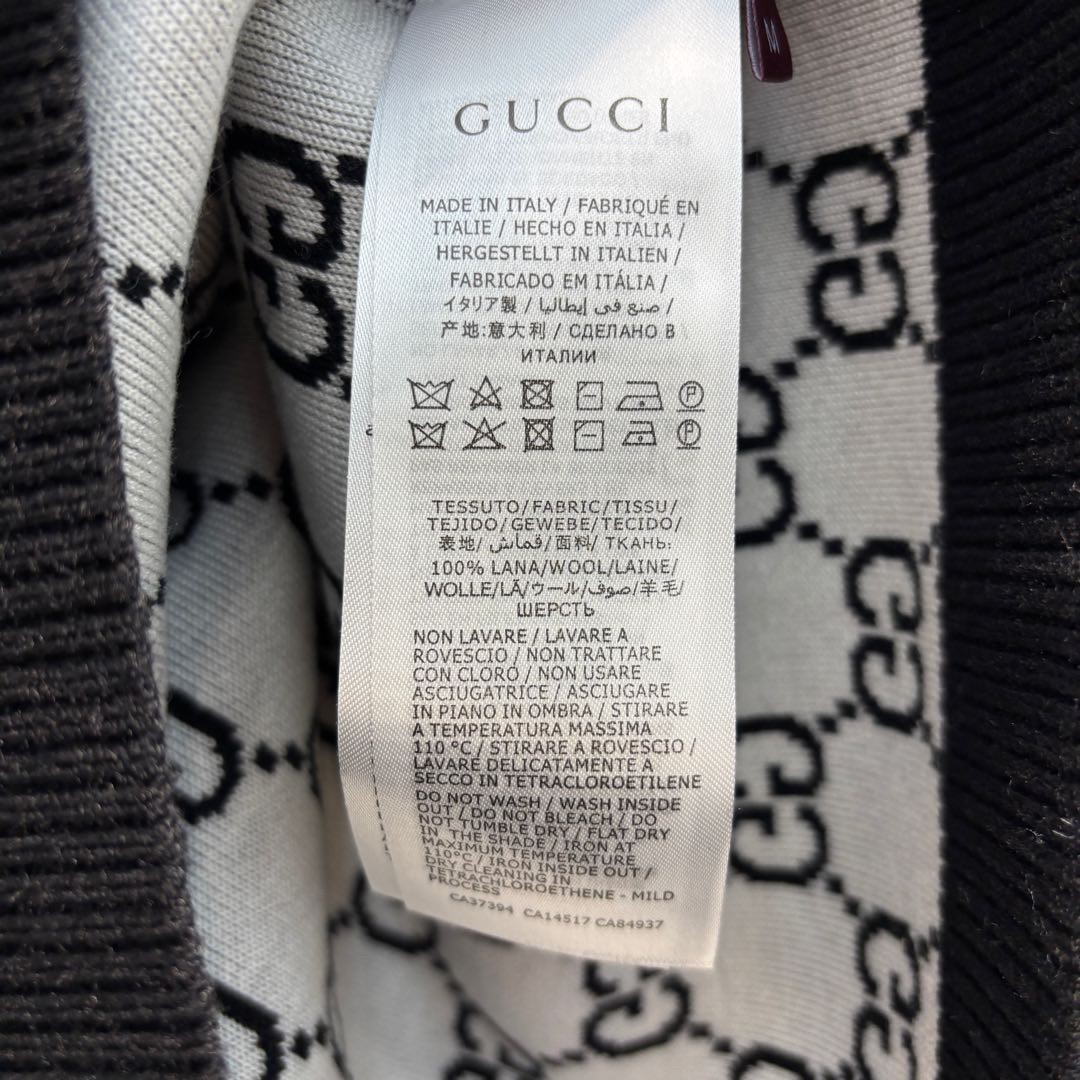 GUCCI
MADE IN ITALY / FABRIQUÉ EN
ITALIE / HECHO EN ITALIA /
HERGESTELLT IN ITALIEN /
FABRICADO EM ITÁLIA /
イタリア製 / صنع في إيطاليا /
产地:意大利 / СДЕЛАНО В
ИТАЛИИ
P
P
TESSUTO/FABRIC/TISSU/
TEJIDO/GEWEBE/TECIDO/
表地/ قماش/ 面料/ ТКАНЬ:
100% LANA/WOOL/LAINE/
WOLLE/LÃ/ウール/صوف/羊毛/
ШЕРСТЬ
NON LAVARE / LAVARE A
ROVESCIO / NON TRATTARE
CON CLORO / NON USARE
ASCIUGATRICE / ASCIUGARE
IN PIANO IN OMBRA / STIRARE
A TEMPERATURA MASSIMA
110 °C / STIRARE A ROVESCIO /
LAVARE DELICATAMENTE A
SECCO IN TETRACLOROETILENE
DO NOT WASH / WASH INSIDE
OUT / DO NOT BLEACH / DO
NOT TUMBLE DRY / FLAT DRY
IN THE SHADE / IRON AT
MAXIMUM TEMPERATURE
110°C / IRON INSIDE OUT /
DRY CLEANING IN
TETRACHLOROETHENE - MILD
PROCESS
CA37394 CA14517 CA84937